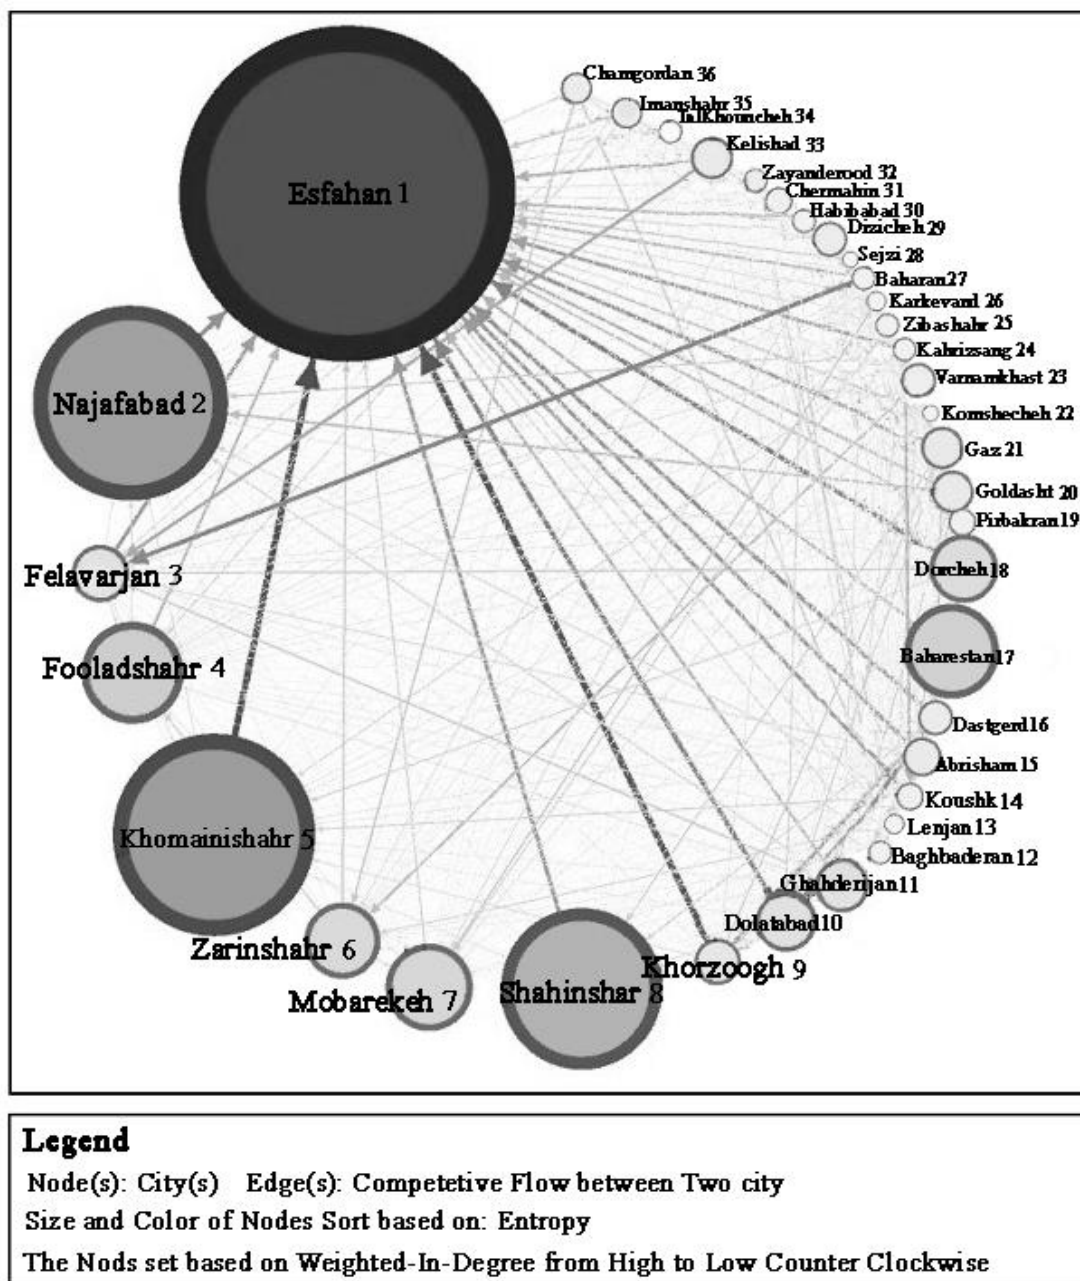 Chamgordan 36
Imanshahr 35
TalKhouncheh 34
Kelishad 33
Zayanderood 32
Chermahin 31
Habibabad 30
Dizicheh 29
Sejzi 28
Baharan 27
Karkevand 26
Zibashahr 25
Kahrizsang 24
Varnamkhast 23
Komshecheh 22
Gaz 21
Goldasht 20
Pirbakran 19
Dorcheh 18
Baharestan 17
Dastgerd 16
Abrisham 15
Koushk 14
Lenjan 13
Baghbaderan 12
Ghahderijan 11
Dolatabad 10
Khorzoogh 9
Shahinshar 8
Mobarekeh 7
Zarinshahr 6
Khomainishahr 5
Fooladshahr 4
Felavarjan 3
Najafabad 2
Esfahan 1
Legend
Node(s): City(s) Edge(s): Competetive Flow between Two city
Size and Color of Nodes Sort based on: Entropy
The Nods set based on Weighted-In-Degree from High to Low Counter Clockwise